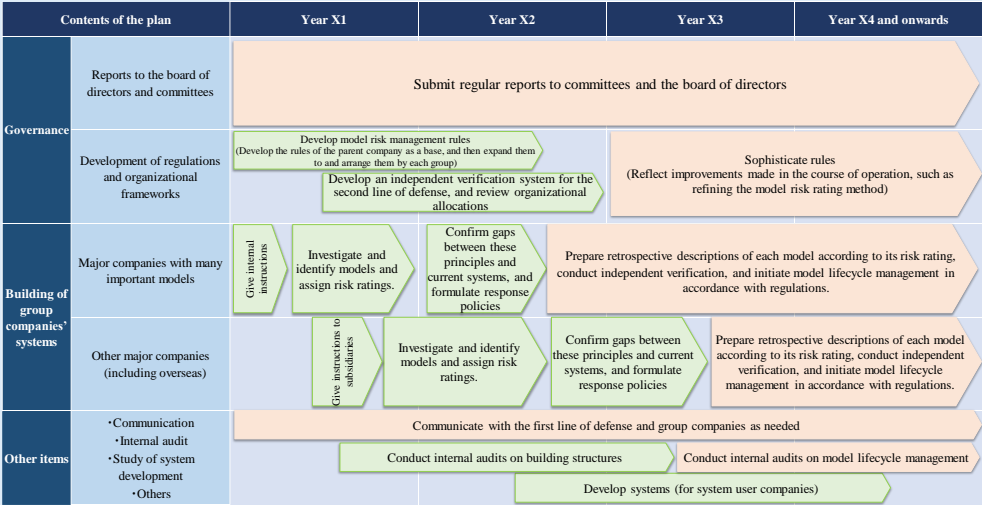 Contents of the plan
Year X1
Year X2
Year X3
Year X4 and onwards
Governance
Reports to the board of
directors and committees
Submit regular reports to committees and the board of directors
Development of regulations
and organizational
frameworks
Develop model risk management rules
(Develop the rules of the parent company as a base, and then expand them
to and arrange them by each group)
Develop an independent verification system for the
second line of defense, and review organizational
allocations
Sophisticate rules
(Reflect improvements made in the course of operation, such as
refining the model risk rating method)
Building of
group
companies'
systems
Major companies with many
important models
Give internal
instructions
Investigate and
identify models and
assign risk ratings.
Confirm gaps
between these
principles and
current systems, and
formulate response
policies
Prepare retrospective descriptions of each model according to its risk rating,
conduct independent verification, and initiate model lifecycle management in
accordance with regulations.
Other major companies
(including overseas)
Give instructions to
subsidiaries
Investigate and identify
models and assign risk
ratings.
Confirm gaps between
these principles and current
systems, and formulate
response policies
Prepare retrospective descriptions of each model
according to its risk rating, conduct independent
verification, and initiate model lifecycle
management in accordance with regulations.
Other items
・Communication
・Internal audit
・Study of system
development
・Others
Communicate with the first line of defense and group companies as needed
Conduct internal audits on building structures
Conduct internal audits on model lifecycle management
Develop systems (for system user companies)